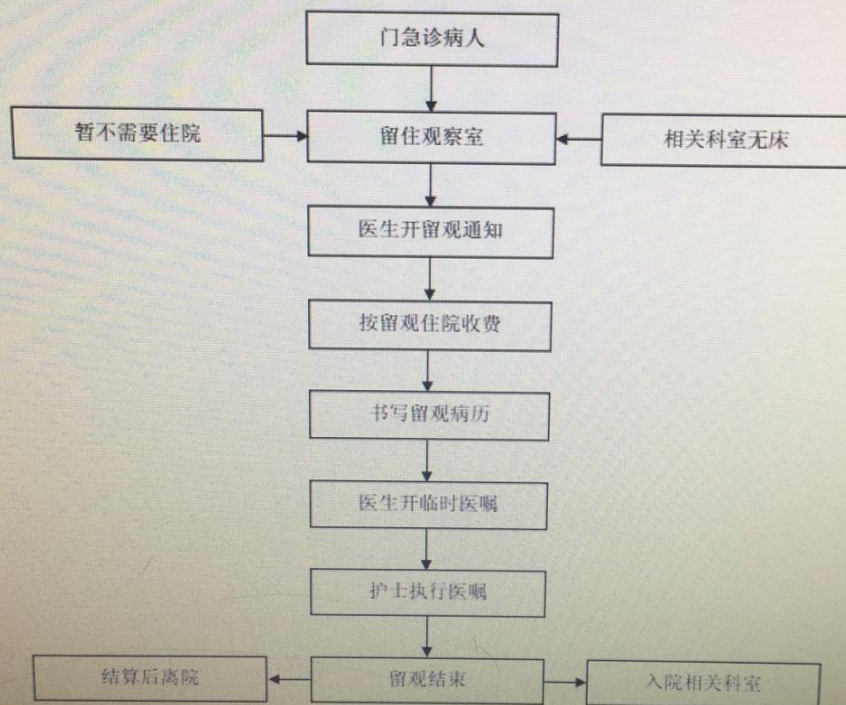 门急诊病人
暂不需要住院
留住观察室
相关科室无床
医生开留观通知
按留观住院收费
书写留观病历
医生开临时医嘱
护士执行医嘱
结算后离院
留观结束
入院相关科室